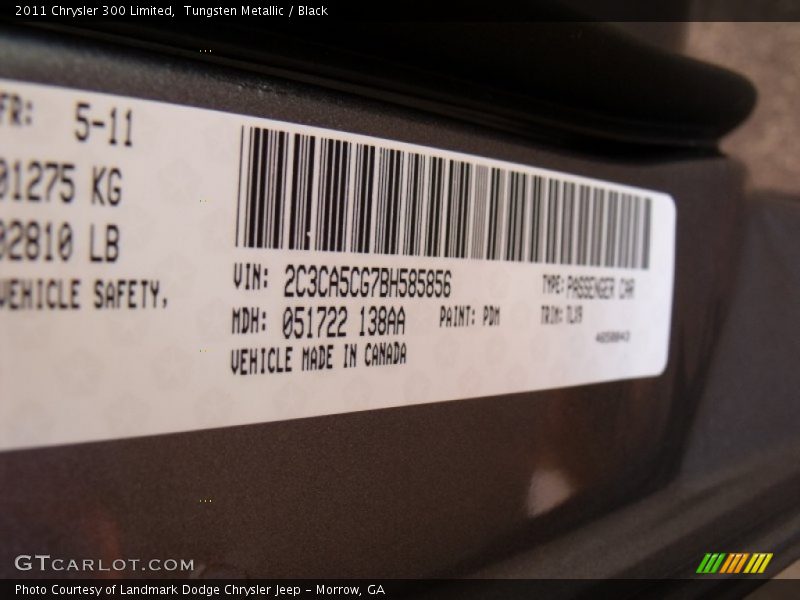 2011 Chrysler 300 Limited,  Tungsten Metallic / Black
FR: 5-11
01275 KG
02810 LB
VEHICLE SAFETY,
VIN: 2C3CA5CG7BH585856
TYPE: PASSENGER CAR
MDH: 051722 138AA
PAINT: PDM
TRIM: TLX9
VEHICLE MADE IN CANADA
GTCARLOT.COM
Photo Courtesy of Landmark Dodge Chrysler Jeep - Morrow, GA